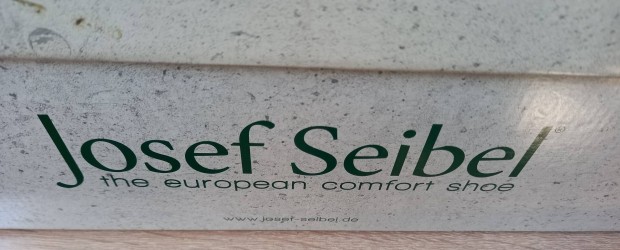 Josef Seibel®
the european comfort shoe
www.josef-seibel.de